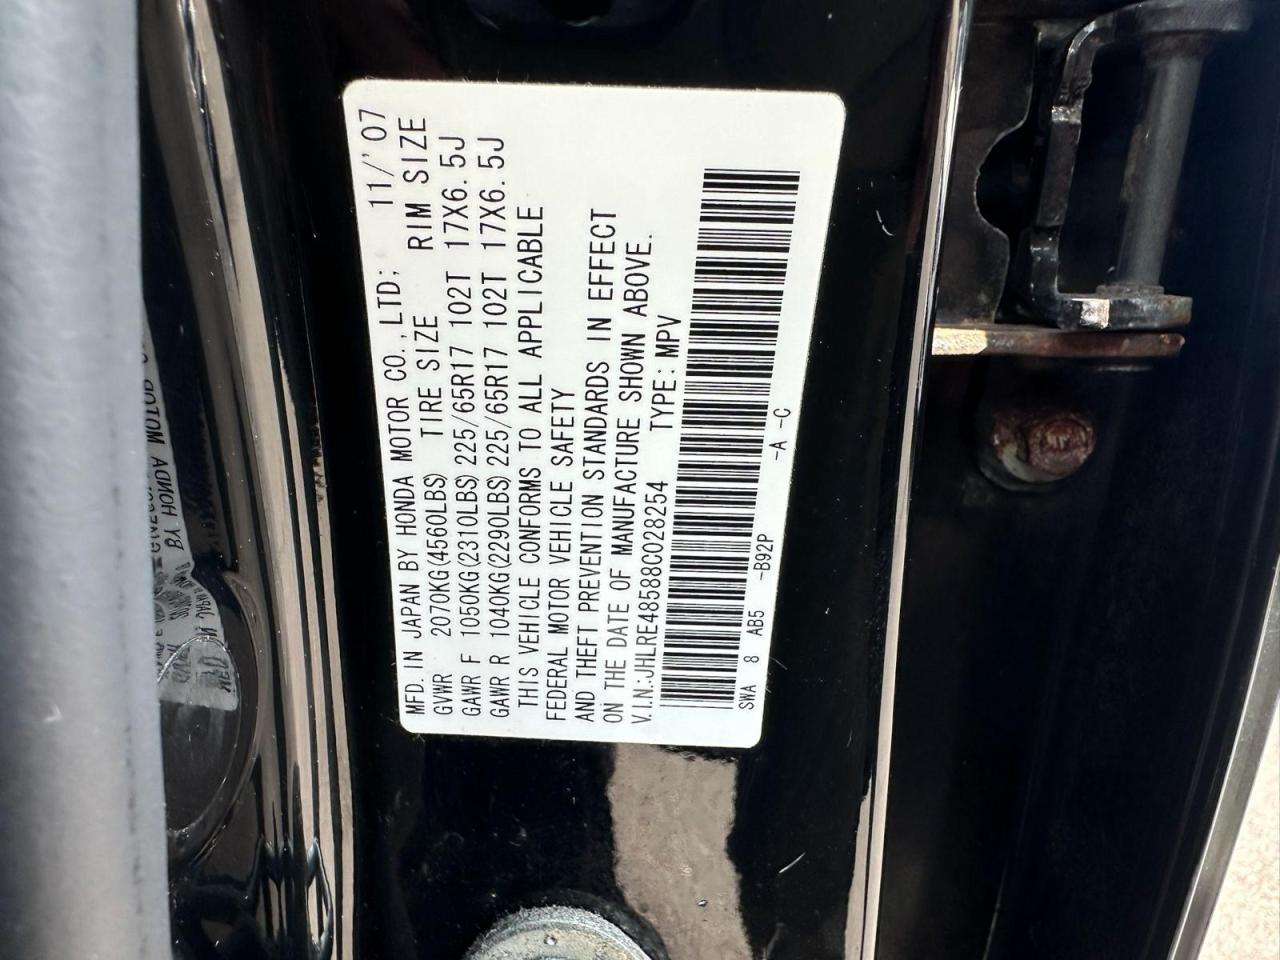 MFD. IN JAPAN BY HONDA MOTOR CO., LTD; 11/'07
GVWR 2070KG(4560LBS) TIRE SIZE RIM SIZE
GAWR F 1050KG(2310LBS) 225/65R17 102T 17X6. 5J
GAWR R 1040KG(2290LBS) 225/65R17 102T 17X6. 5J
THIS VEHICLE CONFORMS TO ALL APPLICABLE
FEDERAL MOTOR VEHICLE SAFETY
AND THEFT PREVENTION STANDARDS IN EFFECT
ON THE DATE OF MANUFACTURE SHOWN ABOVE.
V.I.N.:JHLRE48588C028254 TYPE: MPV
SWA 8 AB5 -B92P -A -C
BY HONDA MOTOR